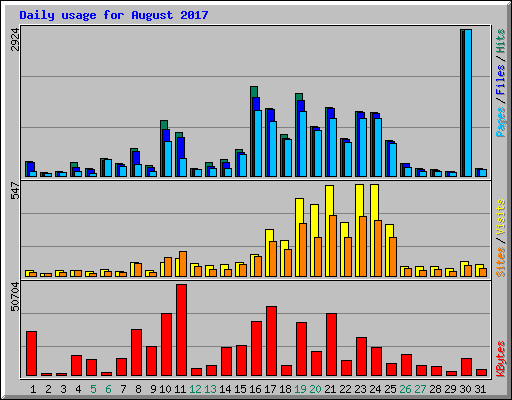 Daily usage for August 2017
2924
Pages / Files / Hits
547
Sites / Visits
50704
KBytes
1 2 3 4 5 6 7 8 9 10 11 12 13 14 15 16 17 18 19 20 21 22 23 24 25 26 27 28 29 30 31